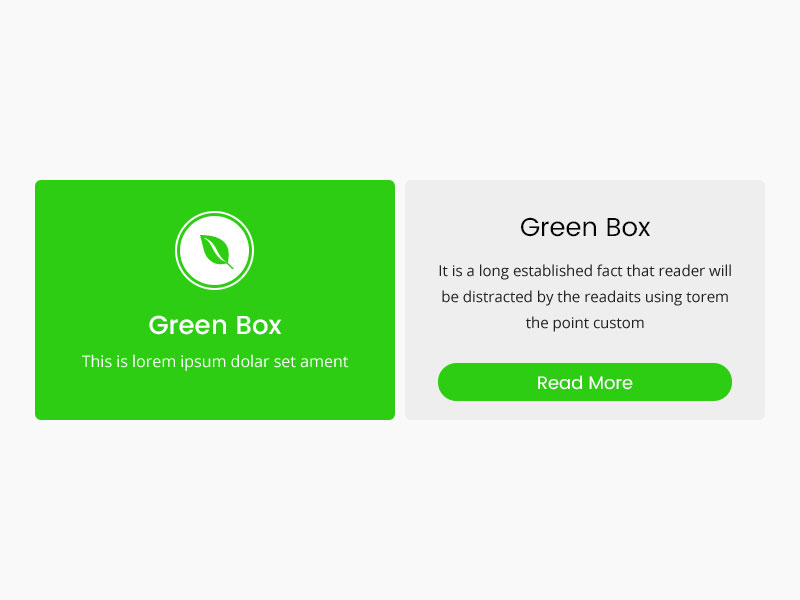 Green Box
This is lorem ipsum dolar set ament
Green Box
It is a long established fact that reader will
be distracted by the readaits using torem
the point custom
Read More